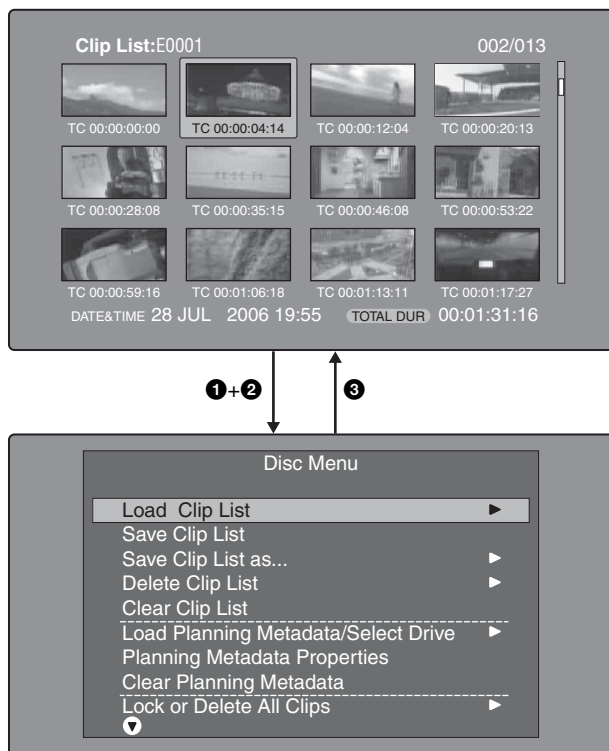 Clip List:E0001 002/013
TC 00:00:00:00 TC 00:00:04:14 TC 00:00:12:04 TC 00:00:20:13
TC 00:00:28:08 TC 00:00:35:15 TC 00:00:46:08 TC 00:00:53:22
TC 00:00:59:16 TC 00:01:06:18 TC 00:01:13:11 TC 00:01:17:27
DATE&TIME 28 JUL 2006 19:55 TOTAL DUR 00:01:31:16
❶+❷ ❸
Disc Menu
Load Clip List
Save Clip List
Save Clip List as...
Delete Clip List
Clear Clip List
Load Planning Metadata/Select Drive
Planning Metadata Properties
Clear Planning Metadata
Lock or Delete All Clips